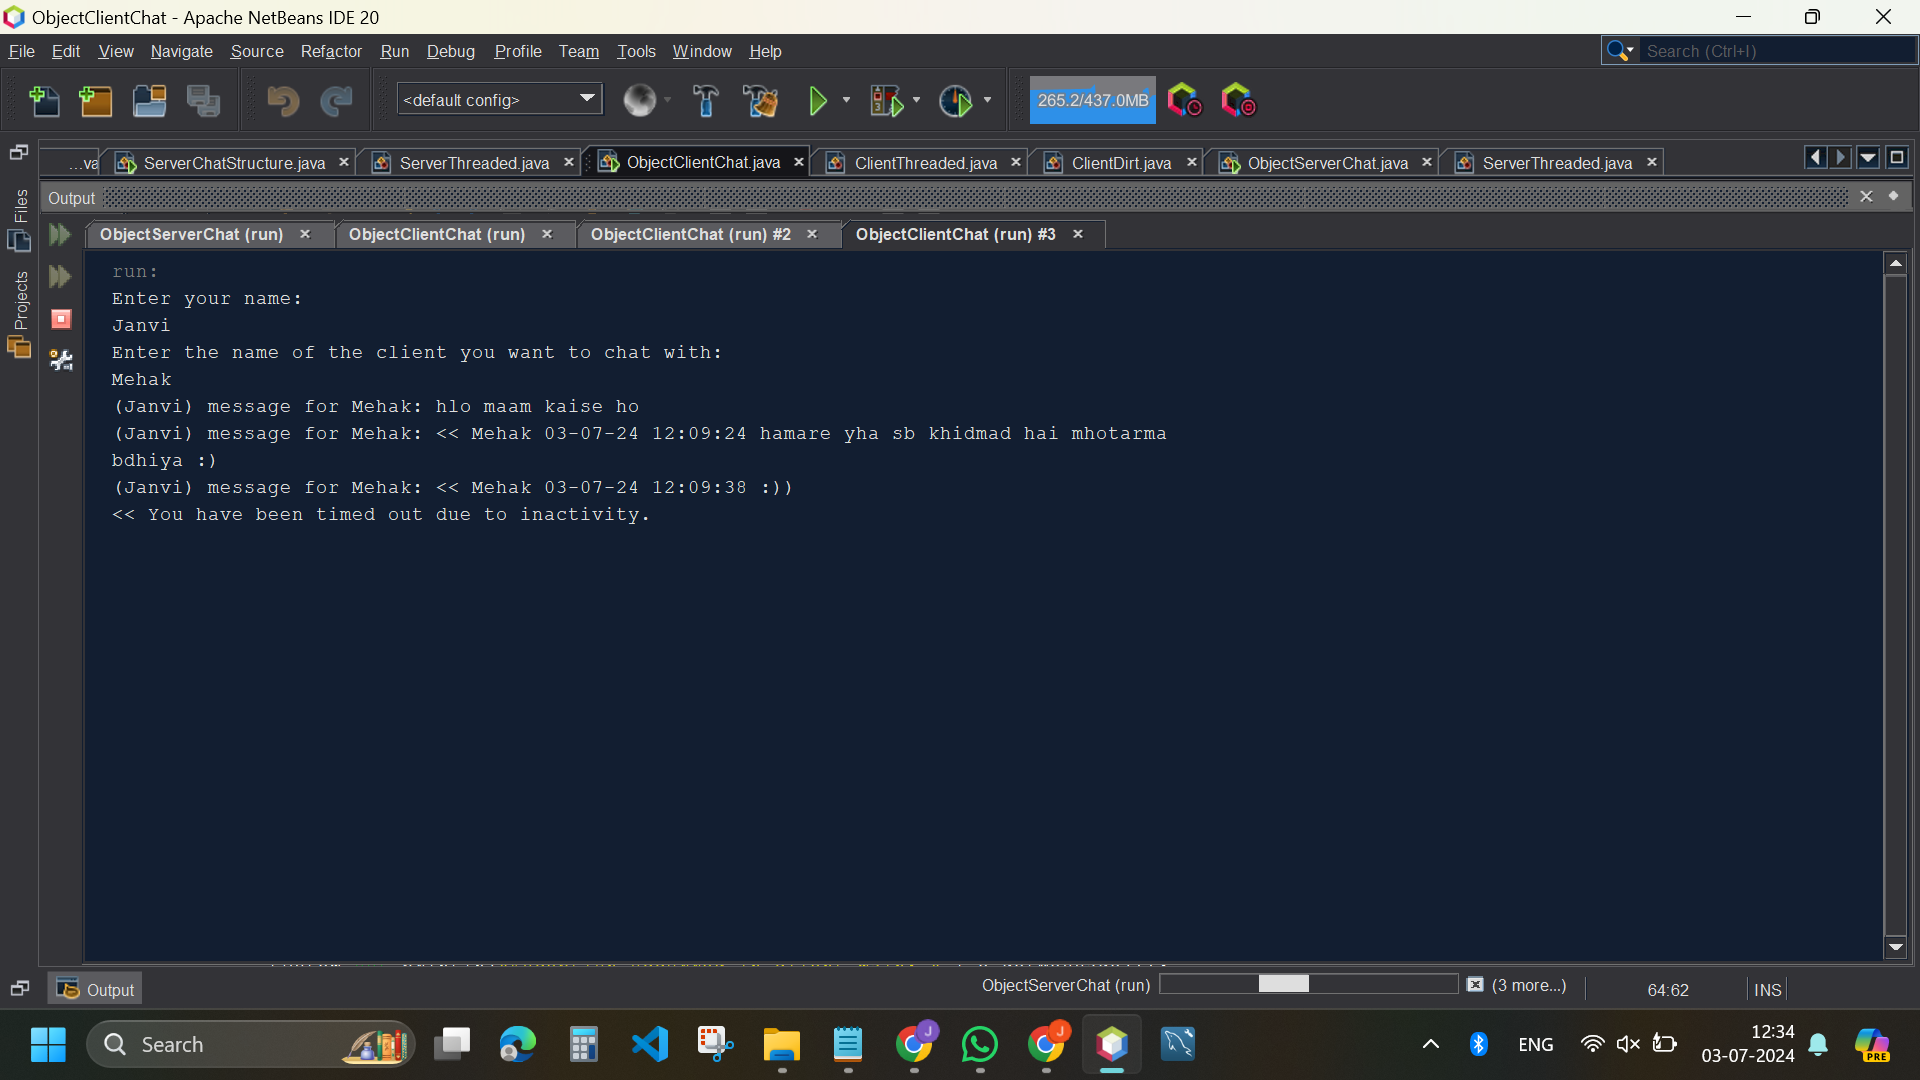 ObjectClientChat - Apache NetBeans IDE 20
File Edit View Navigate Source Refactor Run Debug Profile Team Tools Window Help
Search (Ctrl+I)
<default config>
265.2/437.0MB
...va ServerChatStructure.java ServerThreaded.java ObjectClientChat.java ClientThreaded.java ClientDirt.java ObjectServerChat.java ServerThreaded.java
Output
Files
Projects
ObjectServerChat (run) ObjectClientChat (run) ObjectClientChat (run) #2 ObjectClientChat (run) #3
run:
Enter your name:
Janvi
Enter the name of the client you want to chat with:
Mehak
(Janvi) message for Mehak: hlo maam kaise ho
(Janvi) message for Mehak: << Mehak 03-07-24 12:09:24 hamare yha sb khidmad hai mhotarma
bdhiya :)
(Janvi) message for Mehak: << Mehak 03-07-24 12:09:38 :))
<< You have been timed out due to inactivity.
Output
ObjectServerChat (run) (3 more...) 64:62 INS
Search
ENG
12:34
03-07-2024
PRE